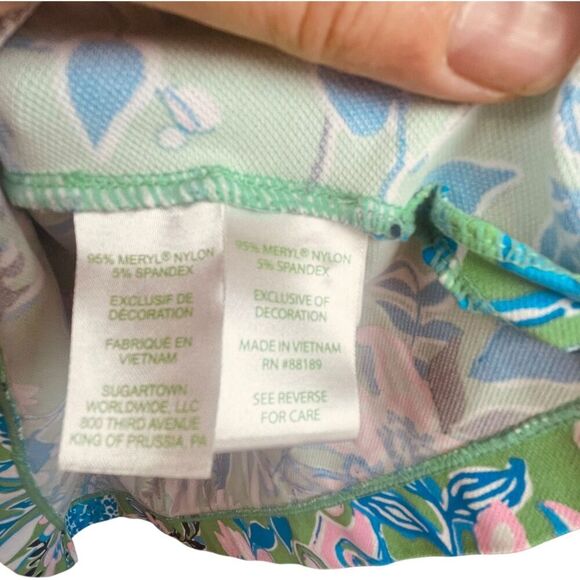 95% MERYL® NYLON
5% SPANDEX
EXCLUSIF DE
DÉCORATION
FABRIQUÉ EN
VIETNAM
SUGARTOWN
WORLDWIDE, LLC
800 THIRD AVENUE
KING OF PRUSSIA, PA
95% MERYL® NYLON
5% SPANDEX
EXCLUSIVE OF
DECORATION
MADE IN VIETNAM
RN #88189
SEE REVERSE
FOR CARE